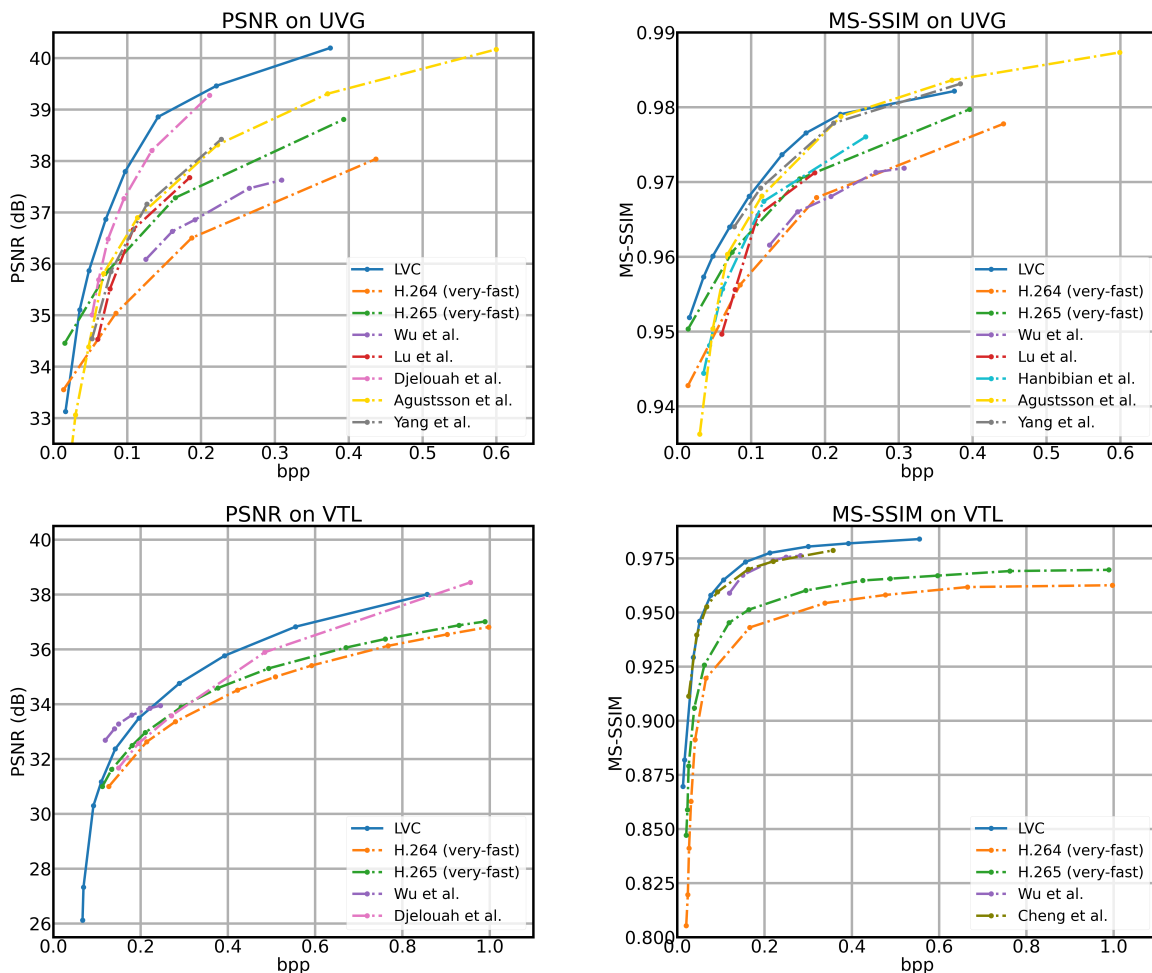 PSNR on UVG
40
39
38
37
36
35
34
33
PSNR (dB)
LVC
H.264 (very-fast)
H.265 (very-fast)
Wu et al.
Lu et al.
Djelouah et al.
Agustsson et al.
Yang et al.
0.0 0.1 0.2 0.3 0.4 0.5 0.6
bpp
MS-SSIM on UVG
0.99
0.98
0.97
0.96
0.95
0.94
MS-SSIM
LVC
H.264 (very-fast)
H.265 (very-fast)
Wu et al.
Lu et al.
Hanbibian et al.
Agustsson et al.
Yang et al.
0.0 0.1 0.2 0.3 0.4 0.5 0.6
bpp
PSNR on VTL
40
38
36
34
32
30
28
26
PSNR (dB)
LVC
H.264 (very-fast)
H.265 (very-fast)
Wu et al.
Djelouah et al.
0.0 0.2 0.4 0.6 0.8 1.0
bpp
MS-SSIM on VTL
0.975
0.950
0.925
0.900
0.875
0.850
0.825
0.800
MS-SSIM
LVC
H.264 (very-fast)
H.265 (very-fast)
Wu et al.
Cheng et al.
0.0 0.2 0.4 0.6 0.8 1.0
bpp